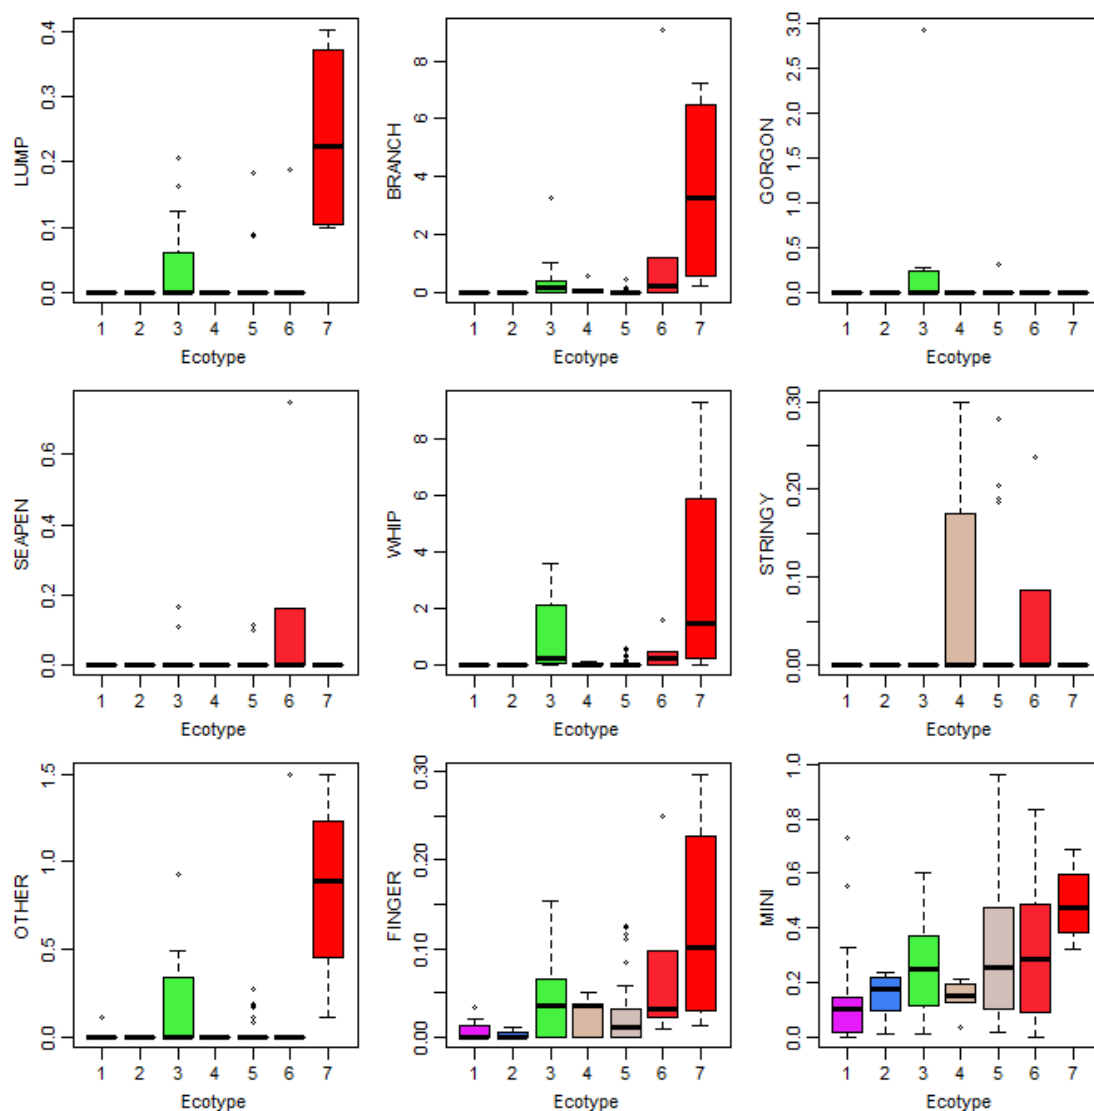 LUMP
0.0 0.1 0.2 0.3 0.4
1 2 3 4 5 6 7
Ecotype
BRANCH
0 2 4 6 8
1 2 3 4 5 6 7
Ecotype
GORGON
0.0 0.5 1.0 1.5 2.0 2.5 3.0
1 2 3 4 5 6 7
Ecotype
SEAPEN
0.0 0.2 0.4 0.6
1 2 3 4 5 6 7
Ecotype
WHIP
0 2 4 6 8
1 2 3 4 5 6 7
Ecotype
STRINGY
0.00 0.10 0.20 0.30
1 2 3 4 5 6 7
Ecotype
OTHER
0.0 0.5 1.0 1.5
1 2 3 4 5 6 7
Ecotype
FINGER
0.00 0.10 0.20 0.30
1 2 3 4 5 6 7
Ecotype
MINI
0.0 0.2 0.4 0.6 0.8 1.0
1 2 3 4 5 6 7
Ecotype